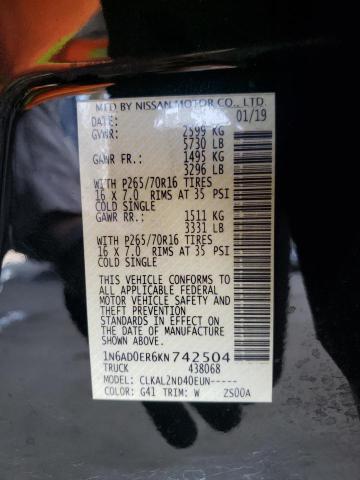 MFD BY NISSAN MOTOR CO., LTD.
DATE: 01/19
GVWR: 2599 KG
5730 LB
GAWR FR.: 1495 KG
3296 LB
WITH P265/70R16 TIRES
16 X 7.0 RIMS AT 35 PSI
COLD SINGLE
GAWR RR.: 1511 KG
3331 LB
WITH P265/70R16 TIRES
16 X 7.0 RIMS AT 35 PSI
COLD SINGLE
THIS VEHICLE CONFORMS TO
ALL APPLICABLE FEDERAL
MOTOR VEHICLE SAFETY
AND THEFT PREVENTION
STANDARDS IN EFFECT ON
THE DATE OF MANUFACTURE
SHOWN ABOVE.
1N6AD0ER6KN742504
TRUCK 438068
MODEL: CLKAL2ND40EUN-----
COLOR: G41 TRIM: W ZS00A